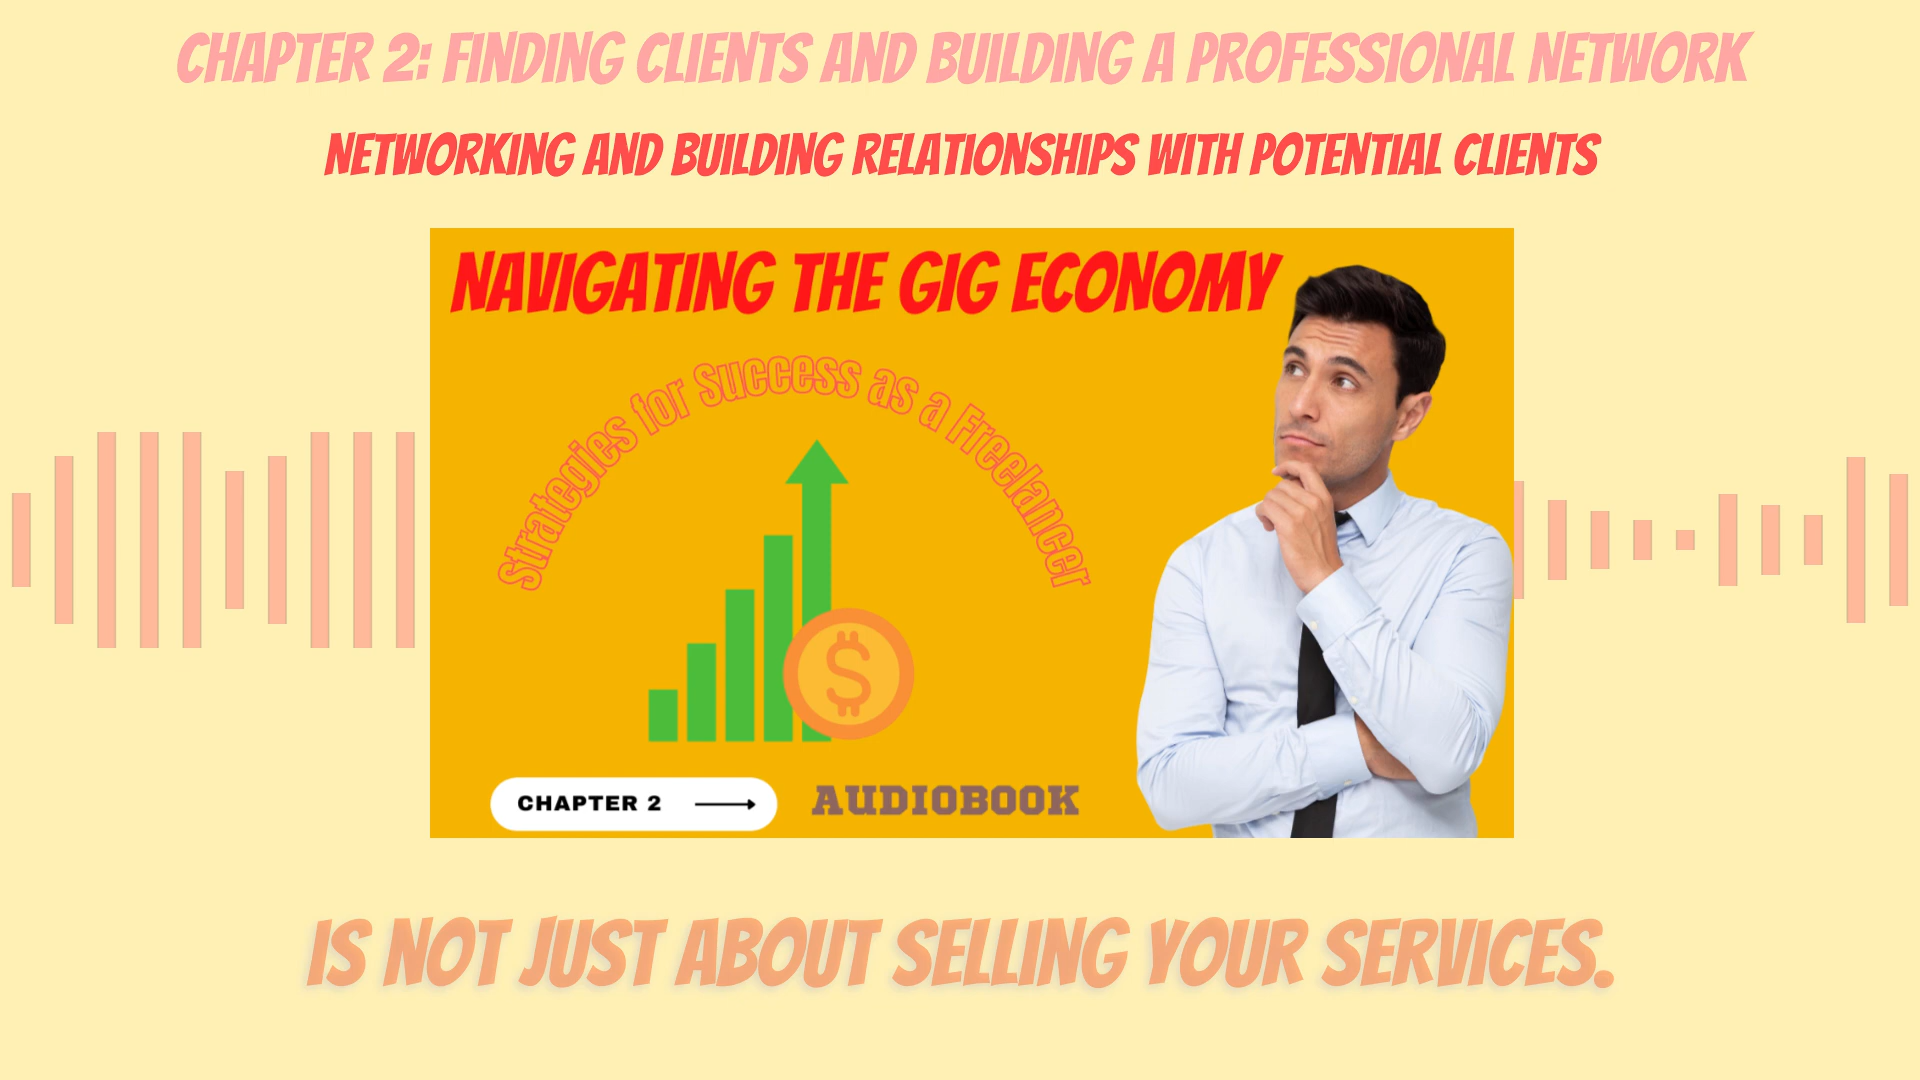 CHAPTER 2: FINDING CLIENTS AND BUILDING A PROFESSIONAL NETWORK
NETWORKING AND BUILDING RELATIONSHIPS WITH POTENTIAL CLIENTS
NAVIGATING THE GIG ECONOMY
Strategies for Success as a Freelancer
$
CHAPTER 2
AUDIOBOOK
IS NOT JUST ABOUT SELLING YOUR SERVICES.